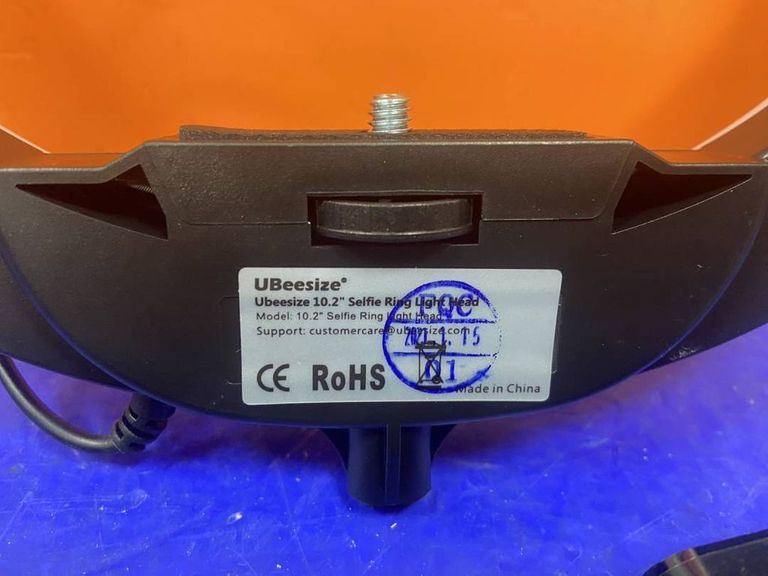 UBeesize®
Ubeesize 10.2" Selfie Ring Light Head
Model: 10.2" Selfie Ring Light Head
Support: customercare@ubeesize.com
CE RoHS
Made in China
01